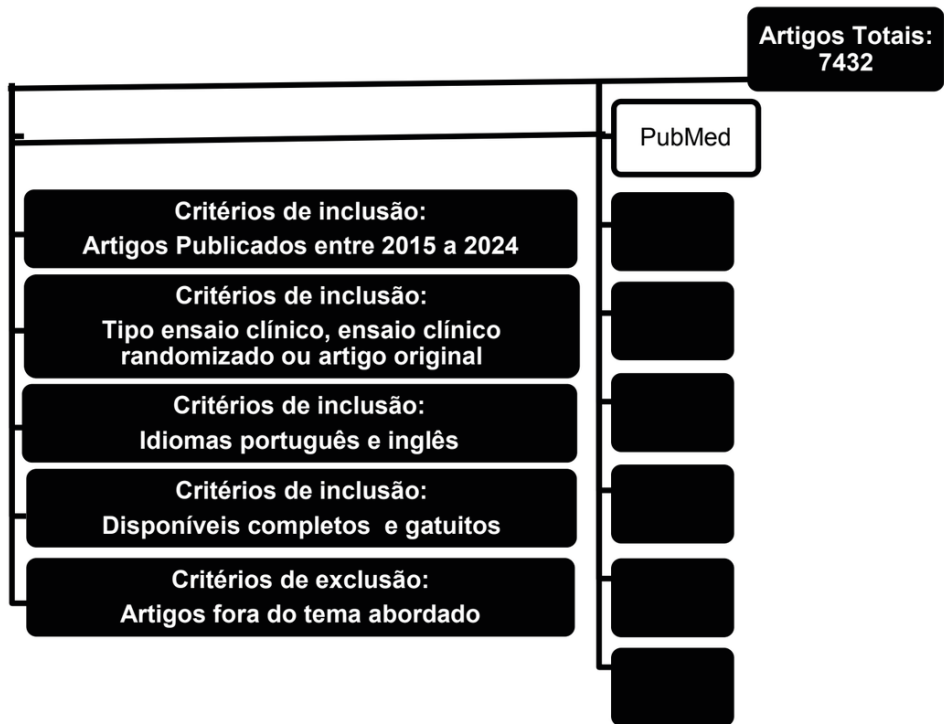 Artigos Totais:
7432
PubMed
Critérios de inclusão:
Artigos Publicados entre 2015 a 2024
Critérios de inclusão:
Tipo ensaio clínico, ensaio clínico
randomizado ou artigo original
Critérios de inclusão:
Idiomas português e inglês
Critérios de inclusão:
Disponíveis completos e gatuitos
Critérios de exclusão:
Artigos fora do tema abordado